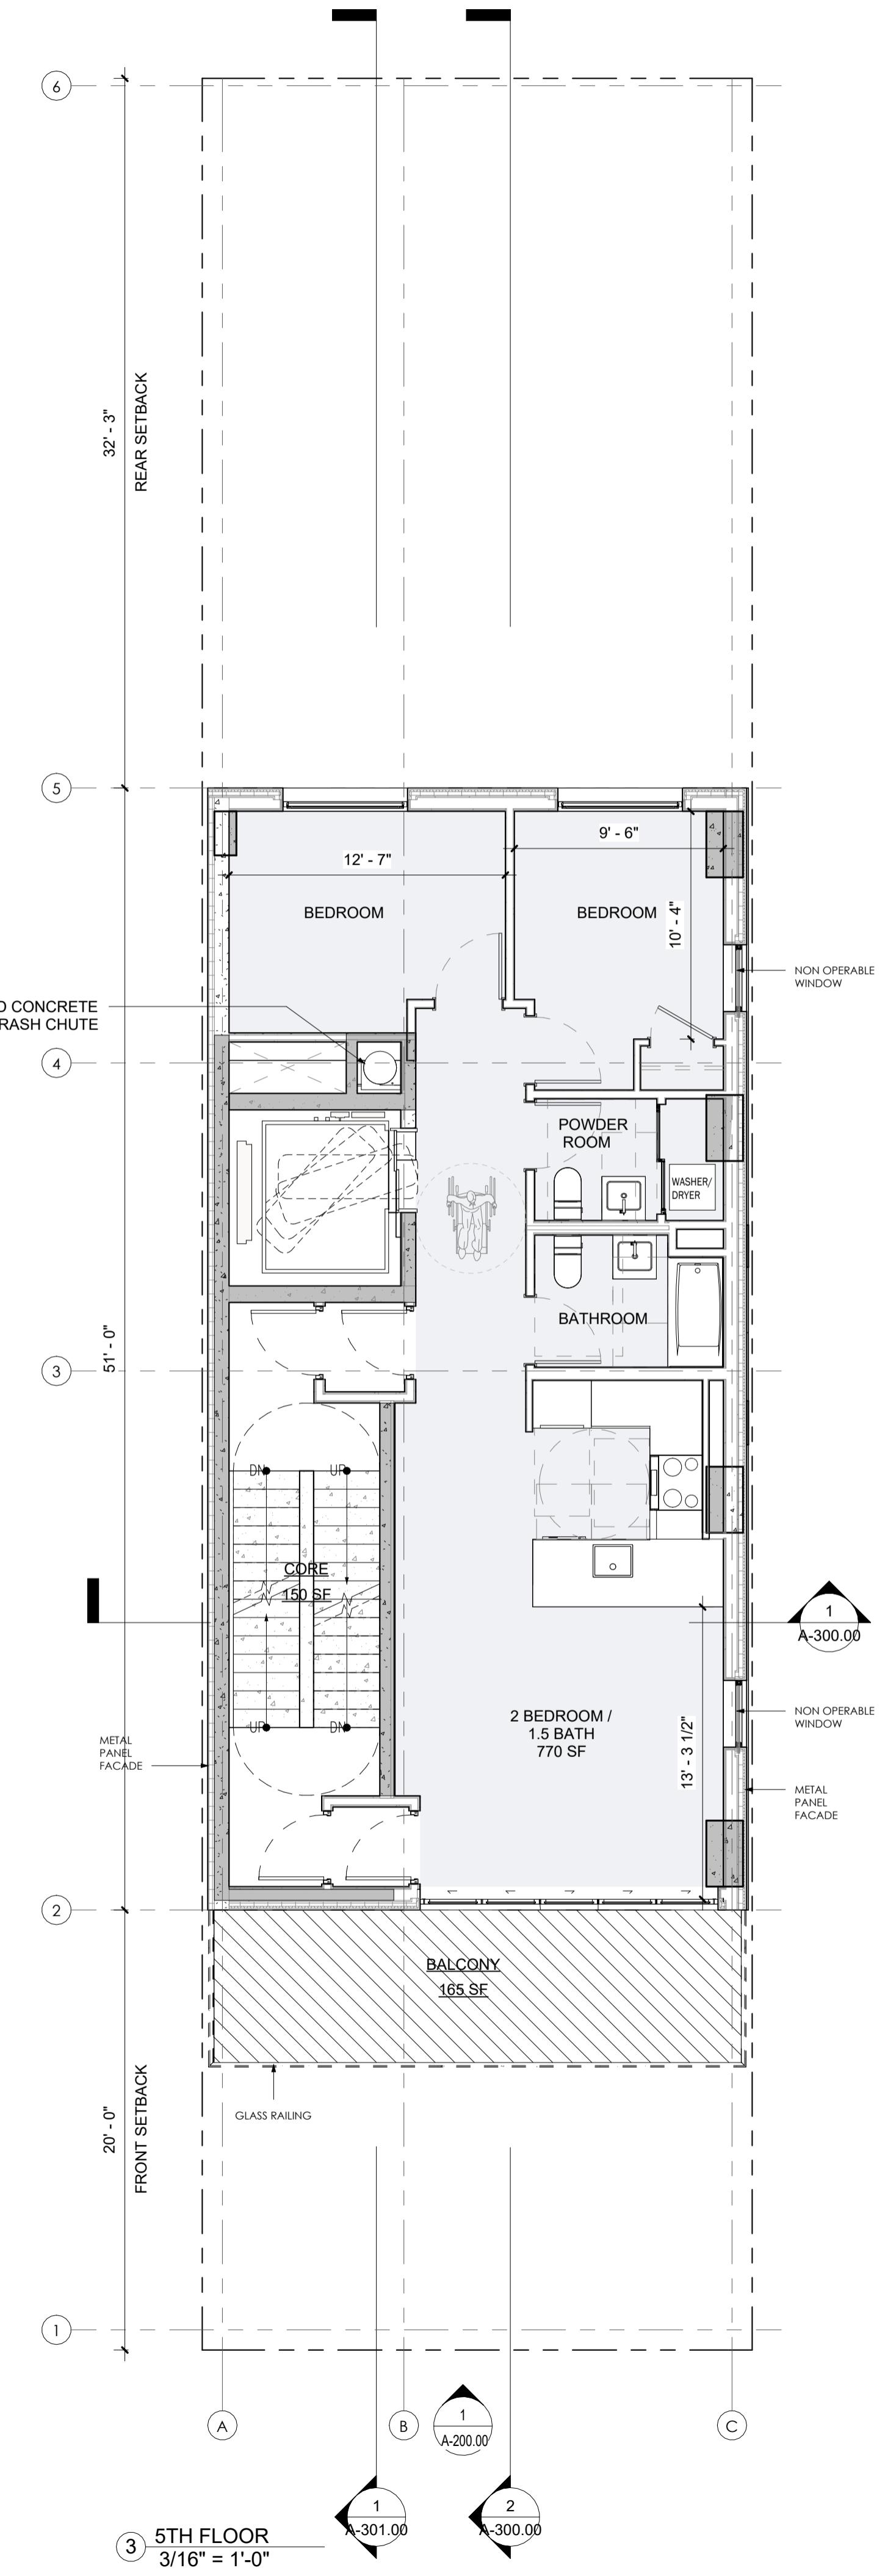 6
32' - 3"
REAR SETBACK
5
12' - 7"
9' - 6"
BEDROOM
BEDROOM
10' - 4"
NON OPERABLE
WINDOW
CONCRETE
RASH CHUTE
4
POWDER
ROOM
WASHER/
DRYER
BATHROOM
51' - 0"
3
DN
UP
CORE
150 SF
1
A-300.00
2 BEDROOM /
1.5 BATH
770 SF
13' - 3 1/2"
NON OPERABLE
WINDOW
UP
DN
METAL
PANEL
FACADE
METAL
PANEL
FACADE
2
BALCONY
165 SF
GLASS RAILING
20' - 0"
FRONT SETBACK
1
A
B
C
1
A-200.00
1
A-301.00
2
A-300.00
3
5TH FLOOR
3/16" = 1'-0"